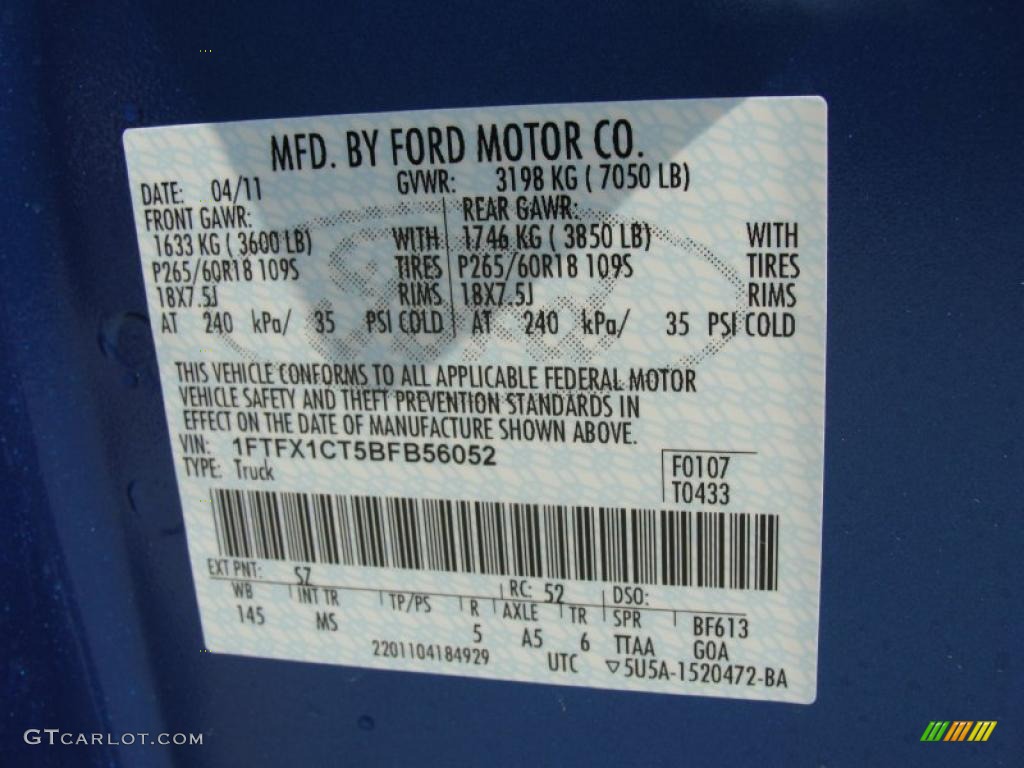 MFD. BY FORD MOTOR CO.
DATE: 04/11 GVWR: 3198 KG ( 7050 LB)
FRONT GAWR: REAR GAWR:
1633 KG ( 3600 LB) WITH 1746 KG ( 3850 LB) WITH
P265/60R18 109S TIRES P265/60R18 109S TIRES
18X7.5J RIMS 18X7.5J RIMS
AT 240 kPa/ 35 PSI COLD AT 240 kPa/ 35 PSI COLD
THIS VEHICLE CONFORMS TO ALL APPLICABLE FEDERAL MOTOR
VEHICLE SAFETY AND THEFT PREVENTION STANDARDS IN
EFFECT ON THE DATE OF MANUFACTURE SHOWN ABOVE.
VIN: 1FTFX1CT5BFB56052
TYPE: Truck
F0107
T0433
EXT PNT: SZ RC: 52 DSO:
WB INT TR TP/PS R AXLE TR SPR BF613
145 MS 5 A5 6 TTAA GOA
2201104184929 UTC ▽5U5A-1520472-BA
Ford
GTCARLOT.COM